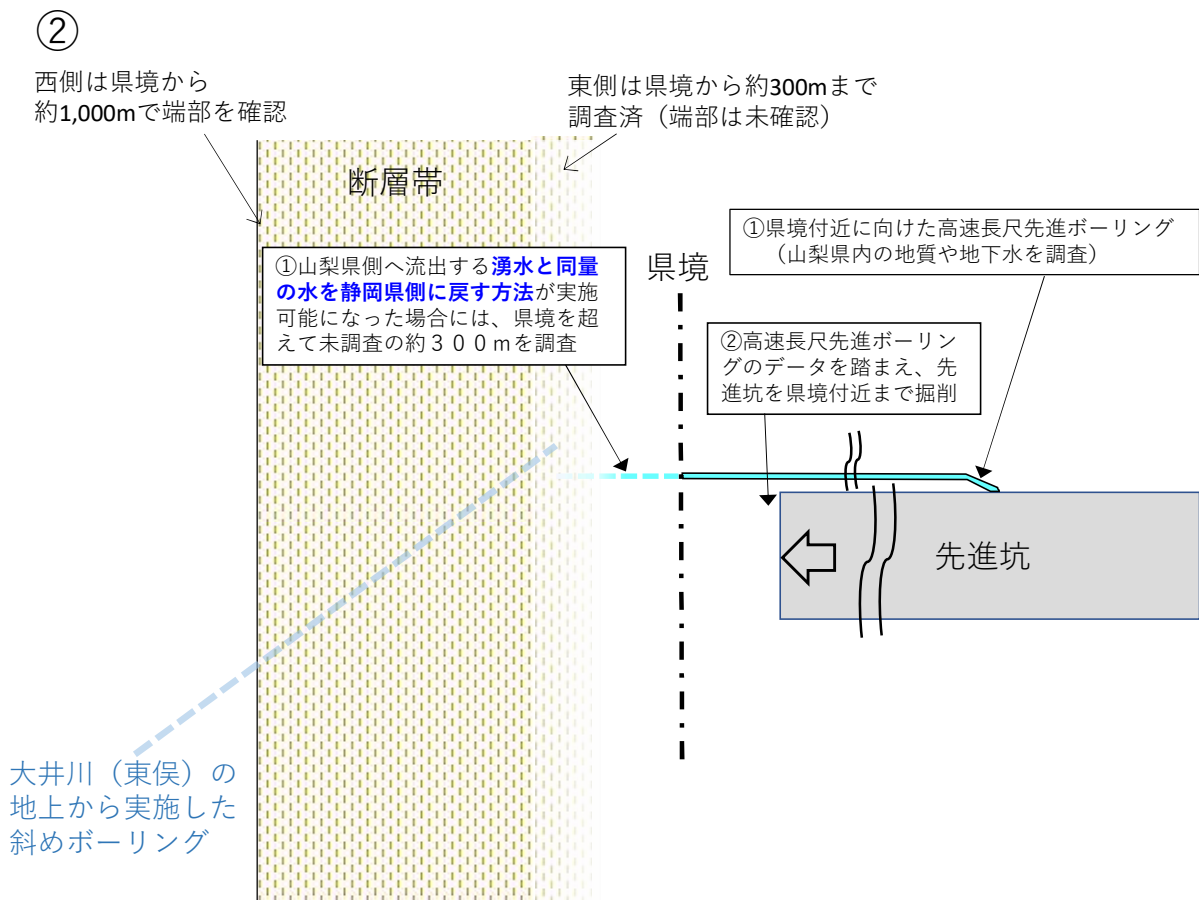 ②
西側は県境から
約1,000mで端部を確認
東側は県境から約300mまで
調査済（端部は未確認）
断層帯
①県境付近に向けた高速長尺先進ボーリング
（山梨県内の地質や地下水を調査）
①山梨県側へ流出する湧水と同量
の水を静岡県側に戻す方法が実施
可能になった場合には、県境を超
えて未調査の約３００ｍを調査
県境
②高速長尺先進ボーリン
グのデータを踏まえ、先
進坑を県境付近まで掘削
先進坑
大井川（東俣）の
地上から実施した
斜めボーリング